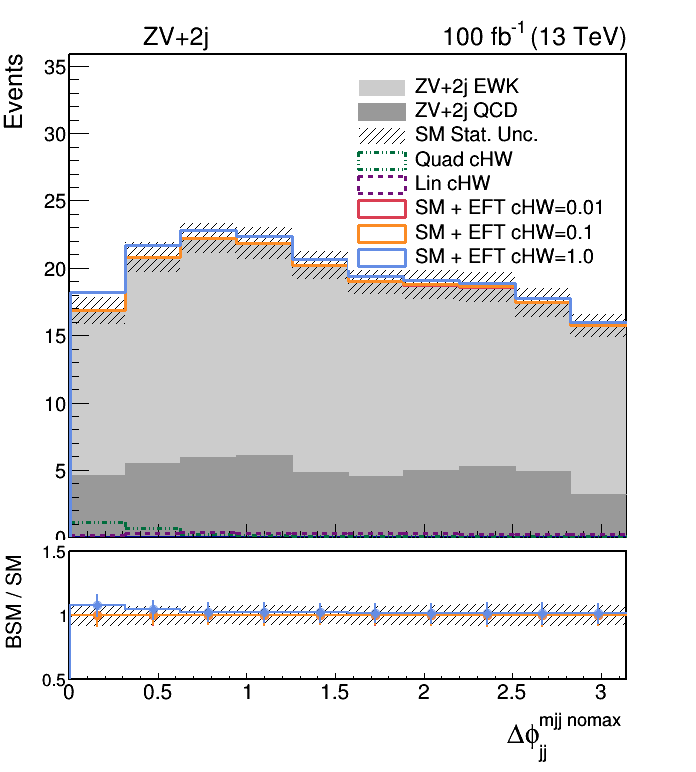 ZV+2j 100 fb⁻¹ (13 TeV)
Events
35
30
25
20
15
10
5
0
ZV+2j EWK
ZV+2j QCD
SM Stat. Unc.
Quad cHW
Lin cHW
SM + EFT cHW=0.01
SM + EFT cHW=0.1
SM + EFT cHW=1.0
BSM / SM
1.5
1
0.5
0 0.5 1 1.5 2 2.5 3
Δϕ_jj^mjj nomax